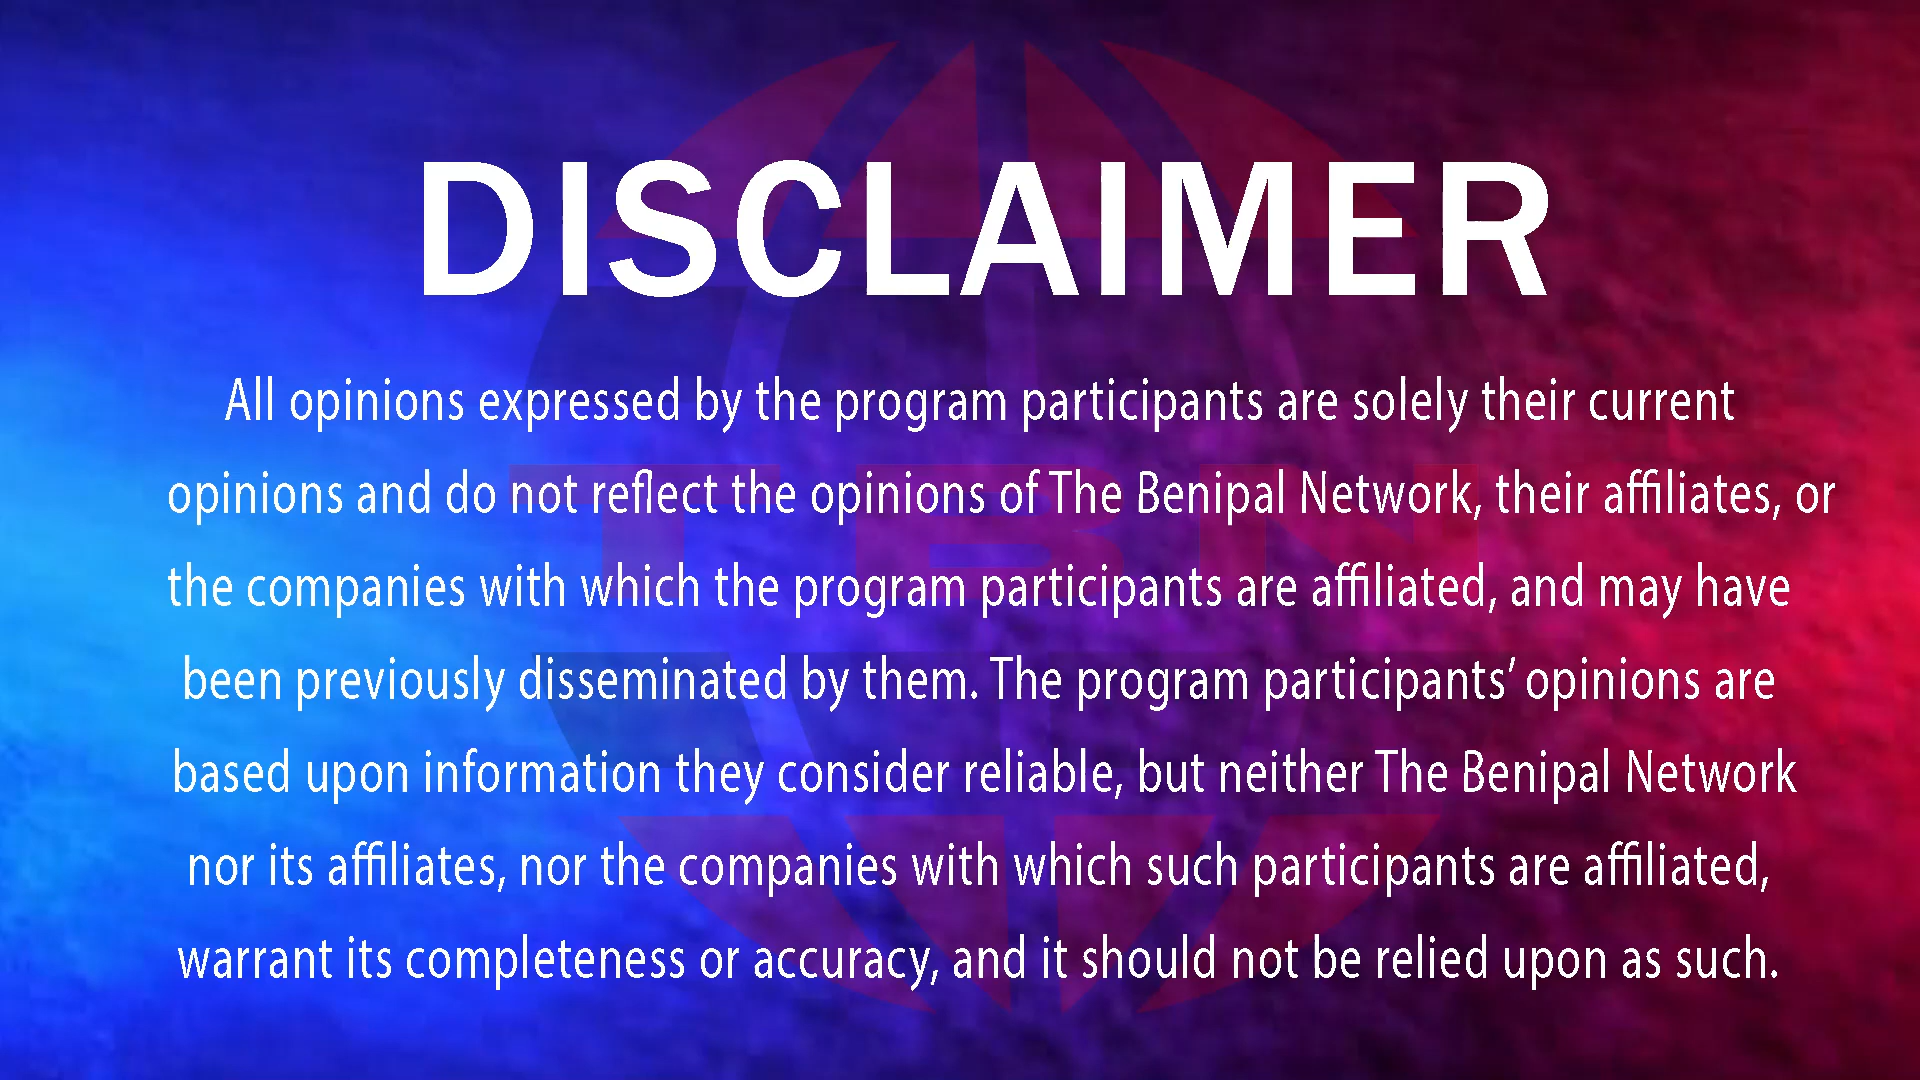 DISCLAIMER
All opinions expressed by the program participants are solely their current
opinions and do not reflect the opinions of The Benipal Network, their affiliates, or
the companies with which the program participants are affiliated, and may have
been previously disseminated by them. The program participants’ opinions are
based upon information they consider reliable, but neither The Benipal Network
nor its affiliates, nor the companies with which such participants are affiliated,
warrant its completeness or accuracy, and it should not be relied upon as such.
TBN